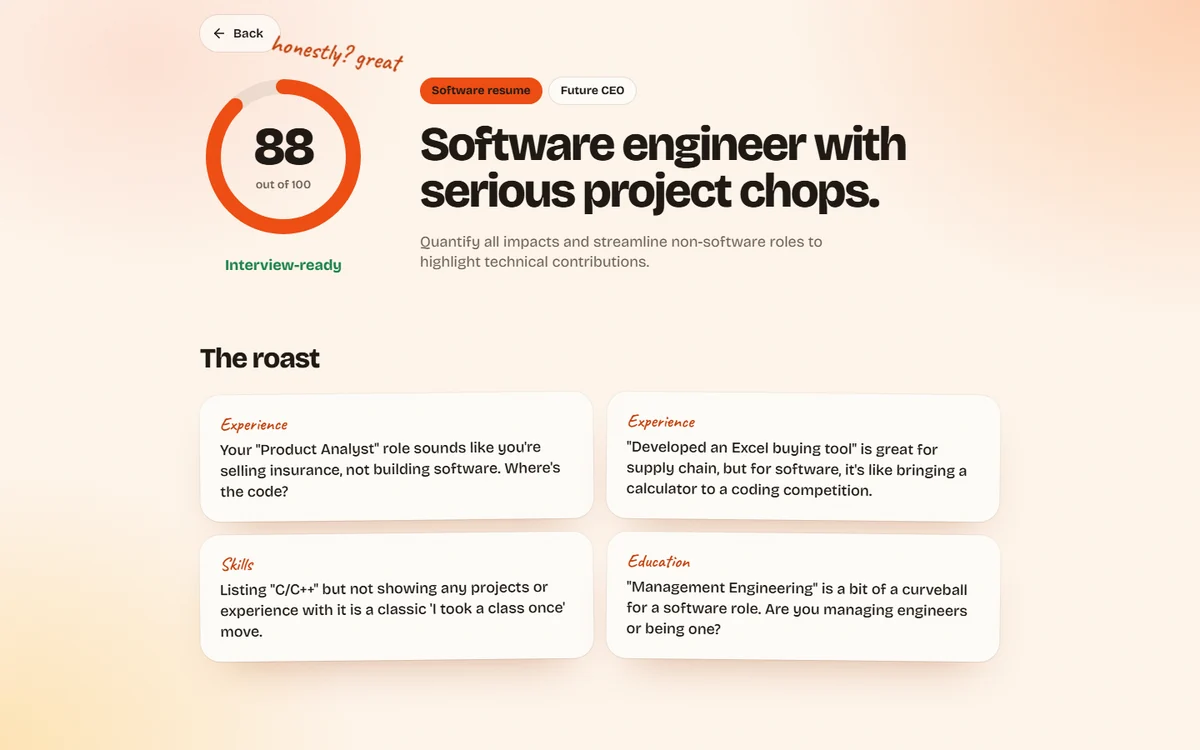 Back
honestly? great
88
out of 100
Interview-ready
Software resume
Future CEO
Software engineer with
serious project chops.
Quantify all impacts and streamline non-software roles to
highlight technical contributions.
The roast
Experience
Your "Product Analyst" role sounds like you're
selling insurance, not building software. Where's
the code?
Experience
"Developed an Excel buying tool" is great for
supply chain, but for software, it's like bringing a
calculator to a coding competition.
Skills
Listing "C/C++" but not showing any projects or
experience with it is a classic 'I took a class once'
move.
Education
"Management Engineering" is a bit of a curveball
for a software role. Are you managing engineers
or being one?